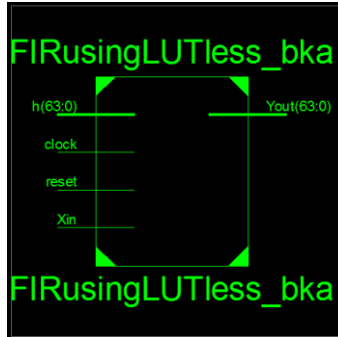 FIRusingLUTless_bka
h(63:0)
Yout(63:0)
clock
reset
Xin
FIRusingLUTless_bka